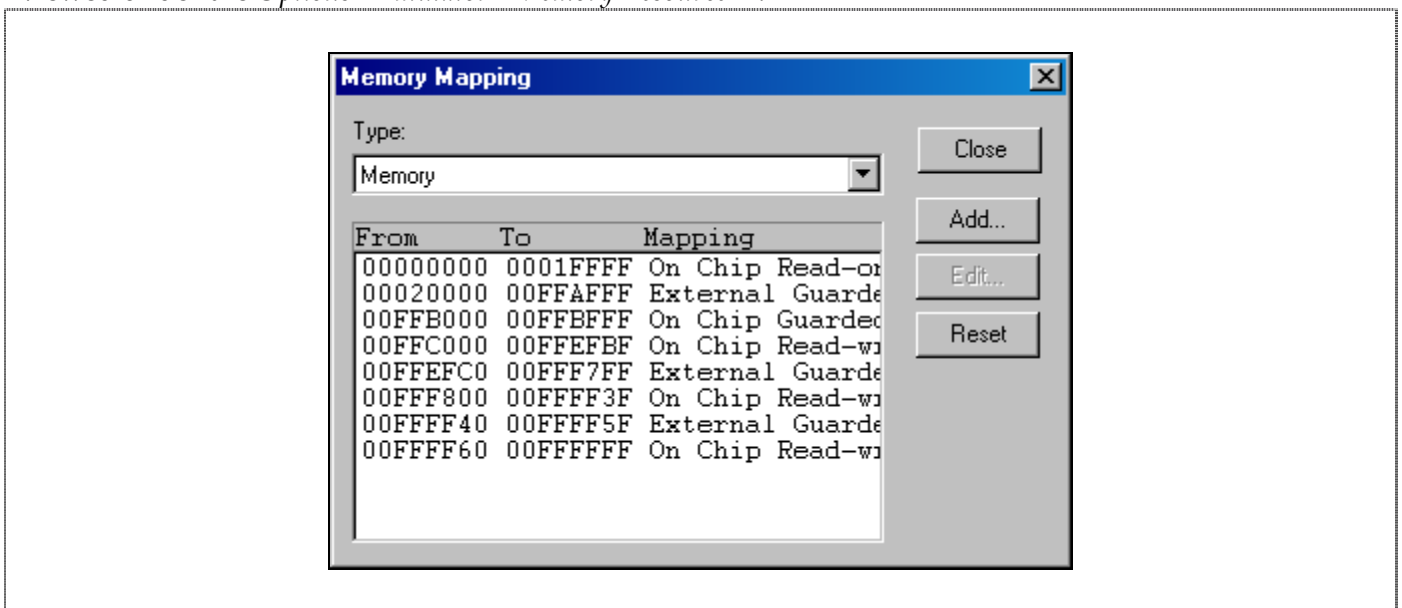 Memory Mapping
Type:
Close
Memory
Add...
From To Mapping
00000000 0001FFFF On Chip Read-on
Edit...
00020000 00FFAFFF External Guarde
00FFB000 00FFBFFF On Chip Guarded
Reset
00FFC000 00FFEFBF On Chip Read-wr
00FFEFC0 00FFF7FF External Guarde
00FFF800 00FFFF3F On Chip Read-wr
00FFFF40 00FFFF5F External Guarde
00FFFF60 00FFFFFF On Chip Read-wr